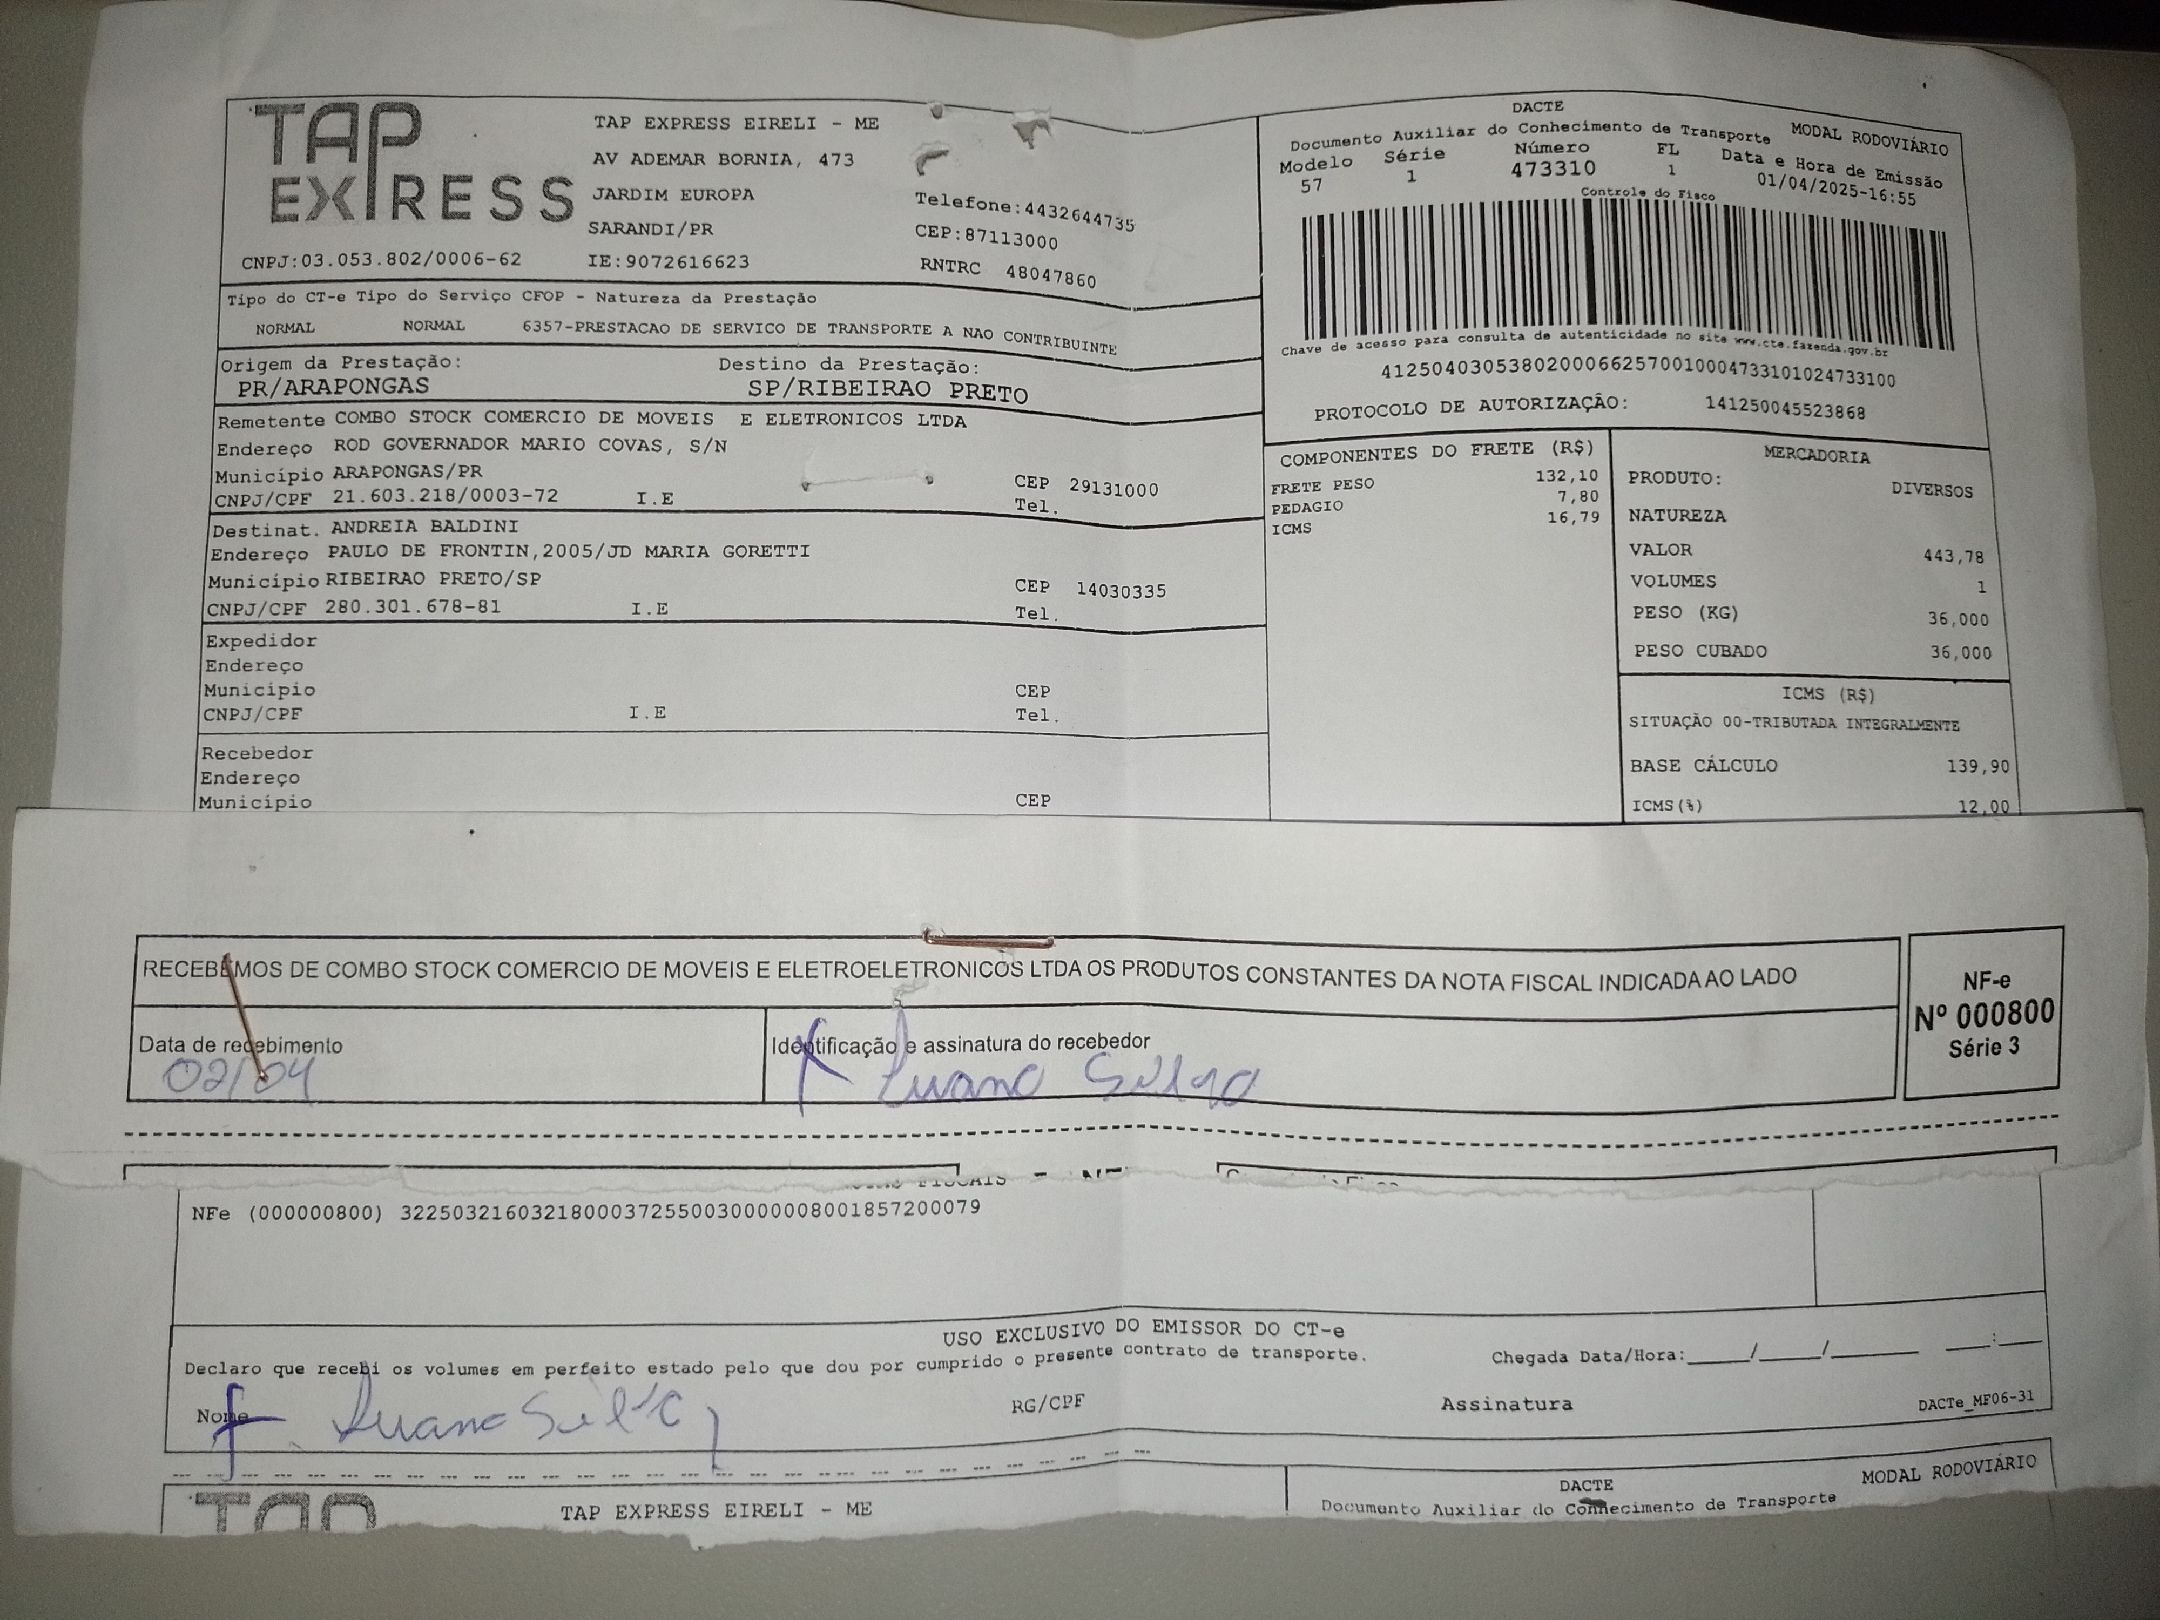 TAP EXPRESS
TAP EXPRESS EIRELI - ME
AV ADEMAR BORNIA, 473
JARDIM EUROPA
Telefone:4432644735
SARANDI/PR
CEP:87113000
CNPJ:03.053.802/0006-62 IE:9072616623
RNTRC 48047860
Tipo do CT-e Tipo do Serviço CFOP - Natureza da Prestação
NORMAL NORMAL 6357-PRESTACAO DE SERVICO DE TRANSPORTE A NAO CONTRIBUINTE
Origem da Prestação: Destino da Prestação:
PR/ARAPONGAS SP/RIBEIRAO PRETO
Remetente COMBO STOCK COMERCIO DE MOVEIS E ELETRONICOS LTDA
Endereço ROD GOVERNADOR MARIO COVAS, S/N
Município ARAPONGAS/PR CEP 29131000
CNPJ/CPF 21.603.218/0003-72 I.E Tel.
Destinat. ANDREIA BALDINI
Endereço PAULO DE FRONTIN,2005/JD MARIA GORETTI
Município RIBEIRAO PRETO/SP CEP 14030335
CNPJ/CPF 280.301.678-81 I.E Tel.
Expedidor
Endereço
Município CEP
CNPJ/CPF I.E Tel.
Recebedor
Endereço
Município CEP
DACTE
Documento Auxiliar do Conhecimento de Transporte MODAL RODOVIÁRIO
Modelo Série Número FL Data e Hora de Emissão
57 1 473310 1 01/04/2025-16:55
Controle do Fisco
Chave de acesso para consulta de autenticidade no site www.cte.fazenda.gov.br
41250403053802000662570010004733101024733100
PROTOCOLO DE AUTORIZAÇÃO: 141250045523868
COMPONENTES DO FRETE (R$)
FRETE PESO 132,10
PEDAGIO 7,80
ICMS 16,79
MERCADORIA
PRODUTO: DIVERSOS
NATUREZA
VALOR 443,78
VOLUMES 1
PESO (KG) 36,000
PESO CUBADO 36,000
ICMS (R$)
SITUAÇÃO 00-TRIBUTADA INTEGRALMENTE
BASE CÁLCULO 139,90
ICMS(%) 12,00
RECEBEMOS DE COMBO STOCK COMERCIO DE MOVEIS E ELETROELETRONICOS LTDA OS PRODUTOS CONSTANTES DA NOTA FISCAL INDICADA AO LADO
NF-e
Nº 000800
Série 3
Data de recebimento Identificação e assinatura do recebedor
02/04 Luano
FISCAIS
NFe (000000800) 32250321603218000372550030000008001857200079
USO EXCLUSIVO DO EMISSOR DO CT-e
Declaro que recebi os volumes em perfeito estado pelo que dou por cumprido o presente contrato de transporte. Chegada Data/Hora:____/____/______ ___:___
Nome RG/CPF Assinatura DACTe_MF06-31
TAP
TAP EXPRESS EIRELI - ME
DACTE MODAL RODOVIÁRIO
Documento Auxiliar do Conhecimento de Transporte